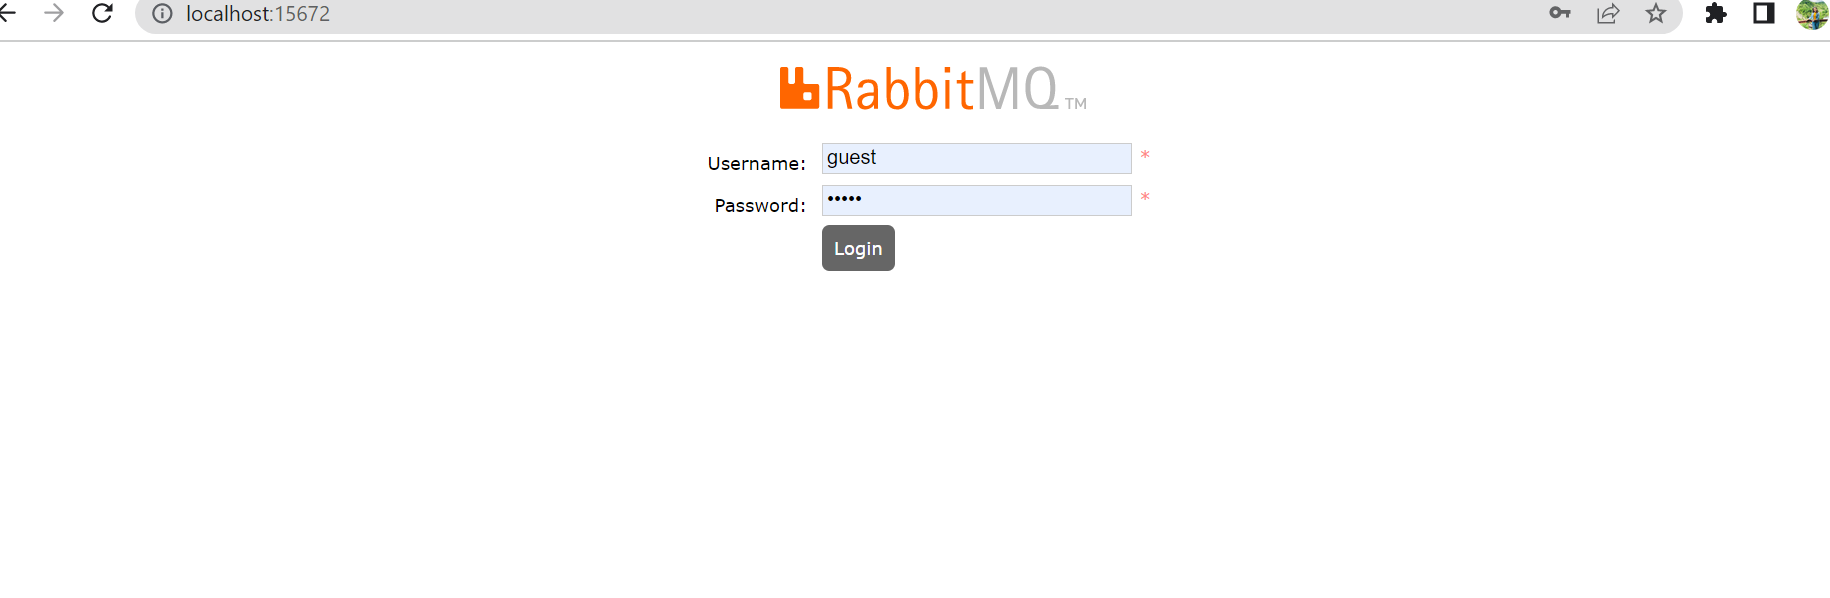 localhost:15672
RabbitMQ TM
Username: guest *
Password: ••••• *
Login